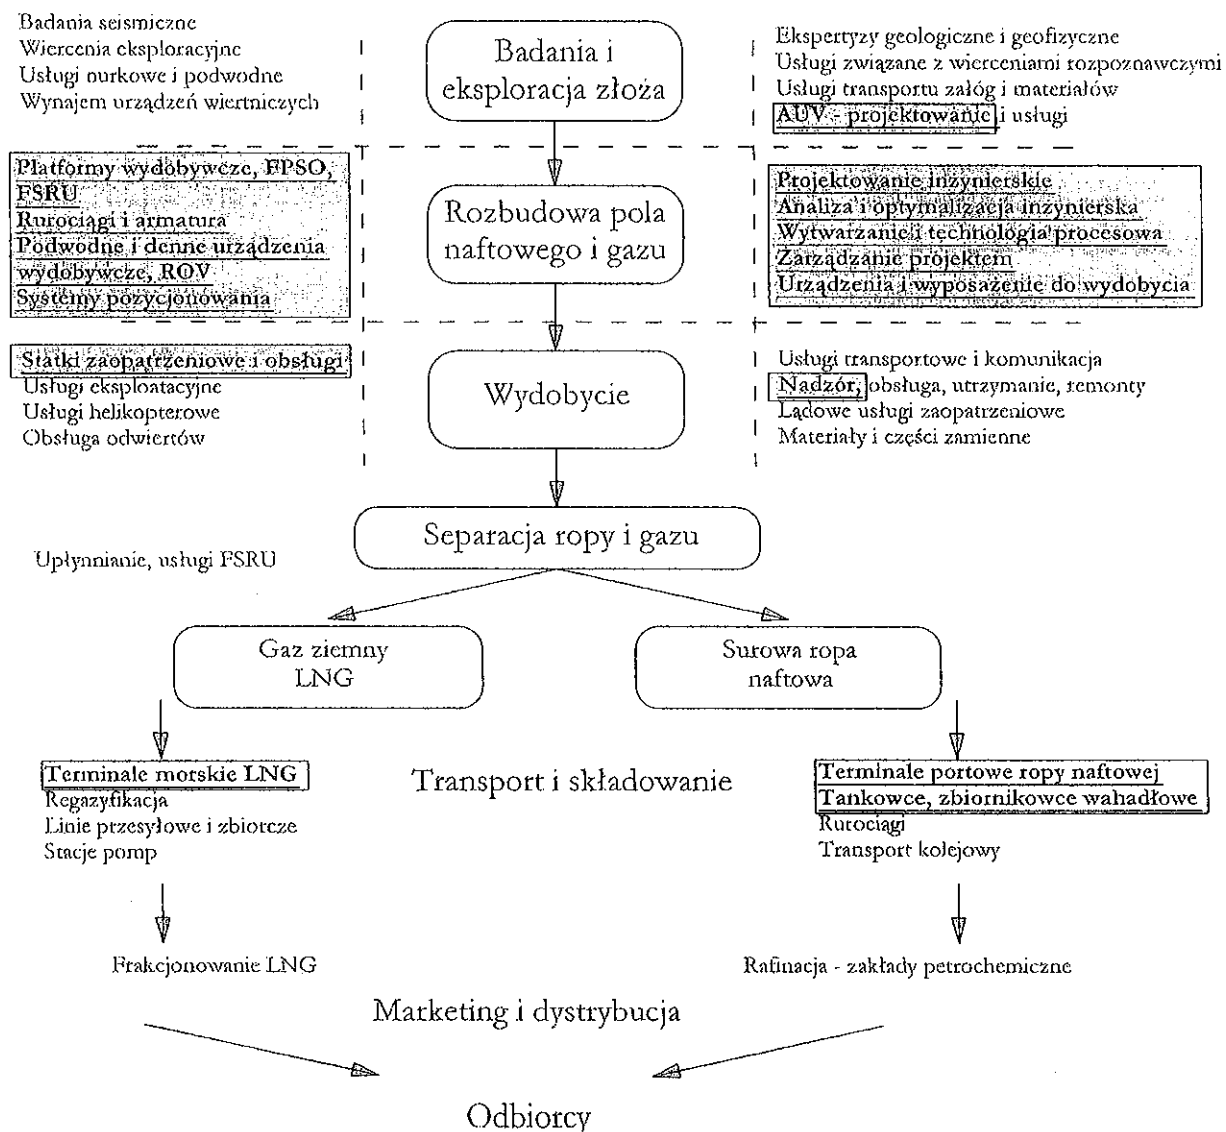 Badania seismiczne
Wiercenia eksploracyjne
Usługi nurkowe i podwodne
Wynajem urządzeń wiertniczych
Badania i
eksploracja złoża
Ekspertyzy geologiczne i geofizyczne
Usługi związane z wierceniami rozpoznawczymi
Usługi transportu załóg i materiałów
AUV - projektowanie i usługi
Platformy wydobywcze, FPSO,
FSRU
Rurociągi i armatura
Podwodne i denne urządzenia
wydobywcze, ROV
Systemy pozycjonowania
Rozbudowa pola
naftowego i gazu
Projektowanie inżynierskie
Analiza i optymalizacja inżynierska
Wytwarzanie i technologia procesowa
Zarządzanie projektem
Urządzenia i wyposażenie do wydobycia
Statki zaopatrzeniowe i obsługi
Usługi eksploatacyjne
Usługi helikopterowe
Obsługa odwiertów
Wydobycie
Usługi transportowe i komunikacja
Nadzór, obsługa, utrzymanie, remonty
Lądowe usługi zaopatrzeniowe
Materiały i części zamienne
Separacja ropy i gazu
Upłynnianie, usługi FSRU
Gaz ziemny
LNG
Surowa ropa
naftowa
Terminale morskie LNG
Regazyfikacja
Linie przesyłowe i zbiorcze
Stacje pomp
Transport i składowanie
Terminale portowe ropy naftowej
Tankowce, zbiornikowce wahadłowe
Rurociągi
Transport kolejowy
Frakcjonowanie LNG
Rafinacja - zakłady petrochemiczne
Marketing i dystrybucja
Odbiorcy